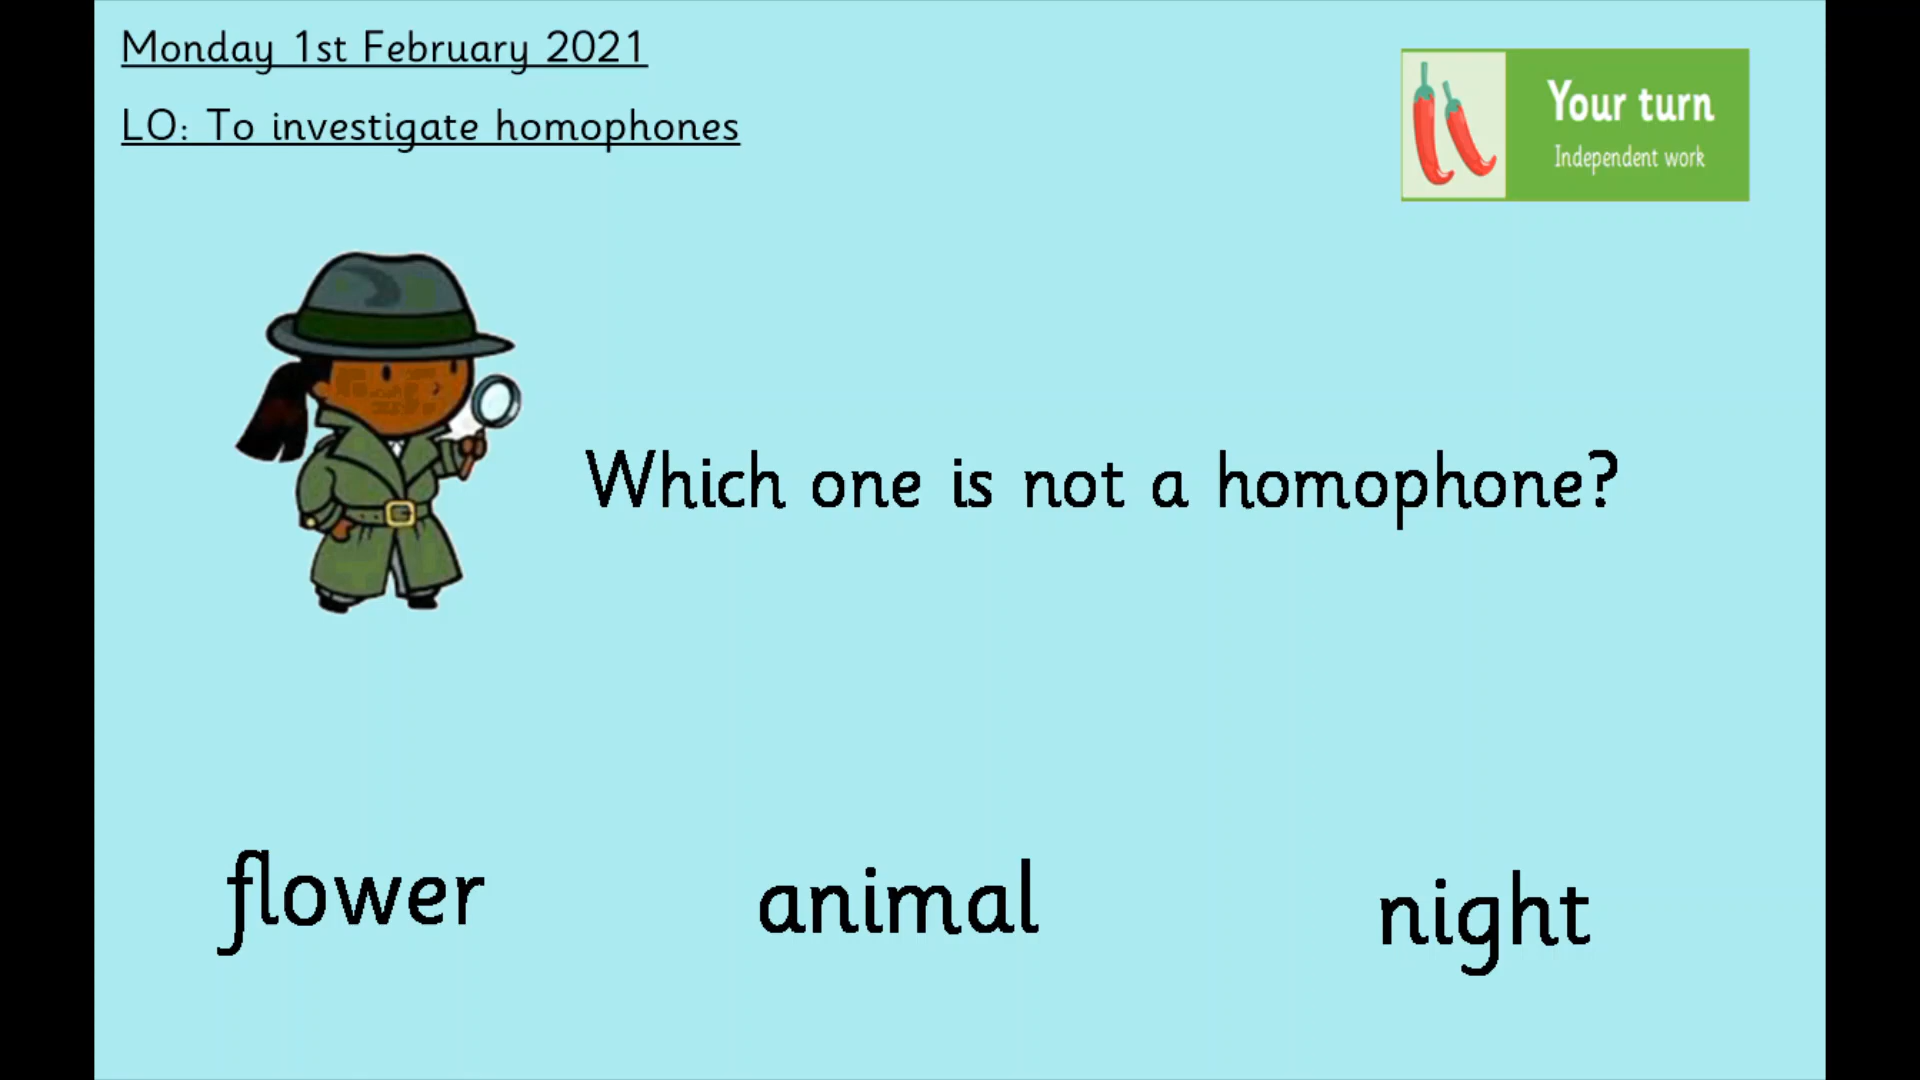 Monday 1st February 2021
LO: To investigate homophones
Your turn
Independent work
Which one is not a homophone?
flower animal night